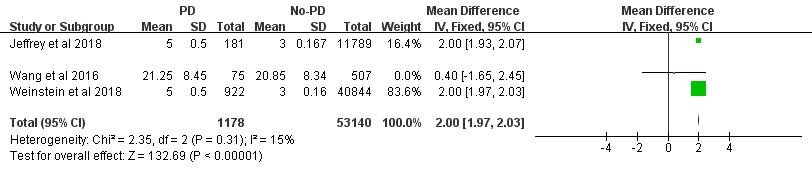 PD No-PD Mean Difference Mean Difference
Study or Subgroup Mean SD Total Mean SD Total Weight IV, Fixed, 95% CI IV, Fixed, 95% CI
Jeffrey et al 2018 5 0.5 181 3 0.167 11789 16.4% 2.00 [1.93, 2.07]
Wang et al 2016 21.25 8.45 75 20.85 8.34 507 0.0% 0.40 [-1.65, 2.45]
Weinstein et al 2018 5 0.5 922 3 0.16 40844 83.6% 2.00 [1.97, 2.03]
Total (95% CI) 1178 53140 100.0% 2.00 [1.97, 2.03]
Heterogeneity: Chi² = 2.35, df = 2 (P = 0.31); I² = 15%
Test for overall effect: Z = 132.69 (P < 0.00001)
-4 -2 0 2 4